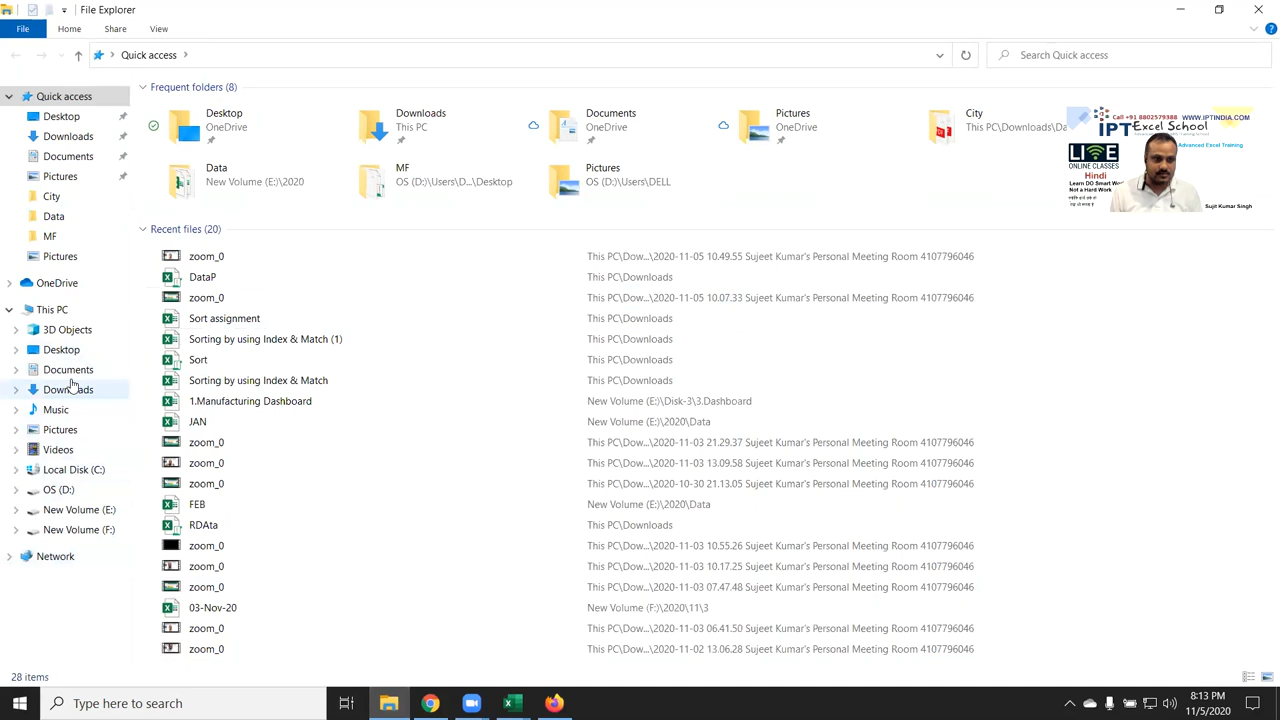 File Explorer
File
Home
Share
View
Quick access
Search Quick access
Quick access
Desktop
Downloads
Documents
Pictures
City
Data
MF
Pictures
OneDrive
This PC
3D Objects
Desktop
Documents
Downloads
Music
Pictures
Videos
Local Disk (C:)
OS (D:)
New Volume (E:)
New Volume (F:)
Network
Frequent folders (8)
Desktop
OneDrive
Downloads
This PC
Documents
OneDrive
Pictures
OneDrive
City
This PC\Downloads\Da
Data
New Volume (E:)\2020
MF
OS (D:)\Users\D...\Desktop
Pictures
OS (D:)\Users\DELL
Call +91 8802579388 WWW.IPTINDIA.COM
IPT Excel School
Advanced Excel Training
LIVE
ONLINE CLASSES
Hindi
Learn DO Smart Wo
Not a Hard Work
Sujit Kumar Singh
Recent files (20)
zoom_0 This PC\Dow...\2020-11-05 10.49.55 Sujeet Kumar's Personal Meeting Room 4107796046
DataP This PC\Downloads
zoom_0 This PC\Dow...\2020-11-05 10.07.33 Sujeet Kumar's Personal Meeting Room 4107796046
Sort assignment This PC\Downloads
Sorting by using Index & Match (1) This PC\Downloads
Sort This PC\Downloads
Sorting by using Index & Match This PC\Downloads
1.Manufacturing Dashboard New Volume (E:)\Disk-3\3.Dashboard
JAN New Volume (E:)\2020\Data
zoom_0 This PC\Dow...\2020-11-03 21.29.37 Sujeet Kumar's Personal Meeting Room 4107796046
zoom_0 This PC\Dow...\2020-11-03 13.09.58 Sujeet Kumar's Personal Meeting Room 4107796046
zoom_0 This PC\Dow...\2020-10-30 21.13.05 Sujeet Kumar's Personal Meeting Room 4107796046
FEB New Volume (E:)\2020\Data
RDAta This PC\Downloads
zoom_0 This PC\Dow...\2020-11-03 10.55.26 Sujeet Kumar's Personal Meeting Room 4107796046
zoom_0 This PC\Dow...\2020-11-03 10.17.25 Sujeet Kumar's Personal Meeting Room 4107796046
zoom_0 This PC\Dow...\2020-11-03 07.47.48 Sujeet Kumar's Personal Meeting Room 4107796046
03-Nov-20 New Volume (F:)\2020\11\3
zoom_0 This PC\Dow...\2020-11-03 06.41.50 Sujeet Kumar's Personal Meeting Room 4107796046
zoom_0 This PC\Dow...\2020-11-02 13.06.28 Sujeet Kumar's Personal Meeting Room 4107796046
28 items
Type here to search
8:13 PM
11/5/2020